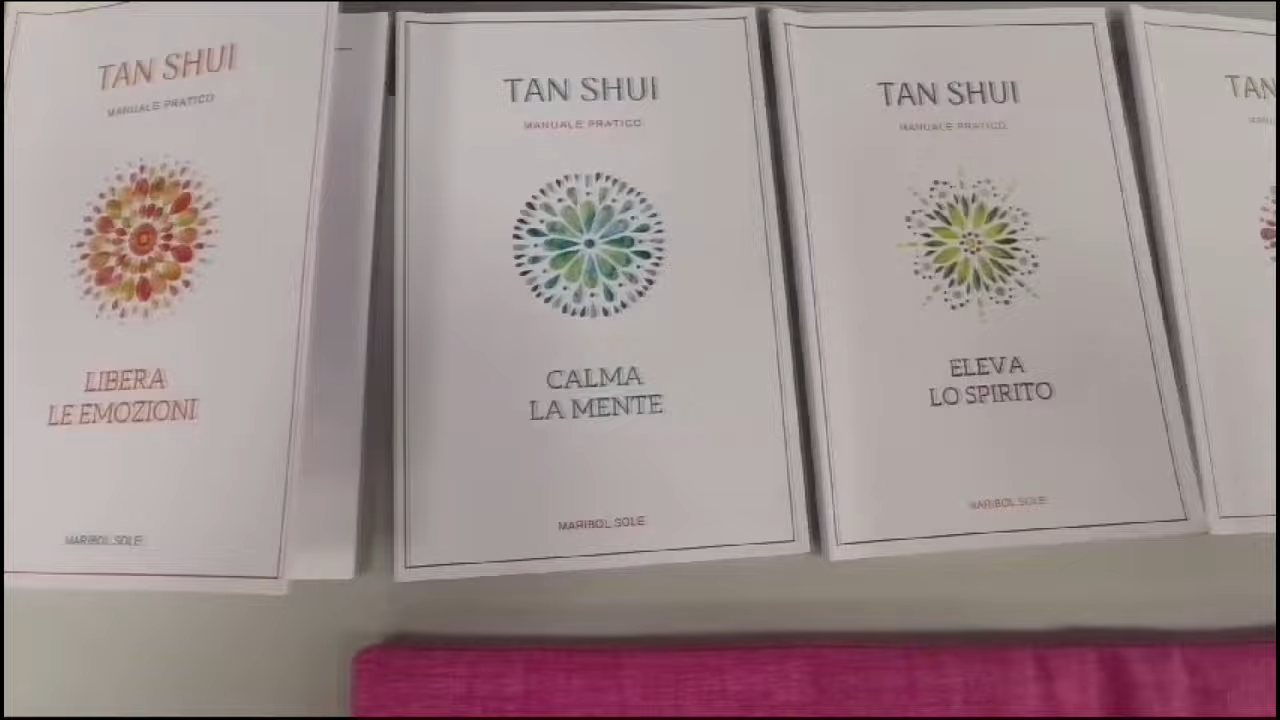 TAN SHUI
MANUALE PRATICO
LIBERA
LE EMOZIONI
MARIBOL SOLE
TAN SHUI
MANUALE PRATICO
CALMA
LA MENTE
MARIBOL SOLE
TAN SHUI
MANUALE PRATICO
ELEVA
LO SPIRITO
MARIBOL SOLE
TAN